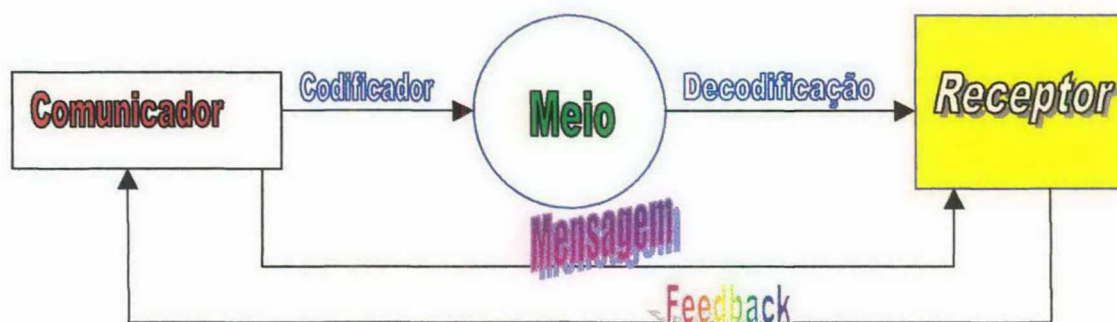 Comunicador
Codificador
Meio
Decodificação
Receptor
Mensagem
Feedback